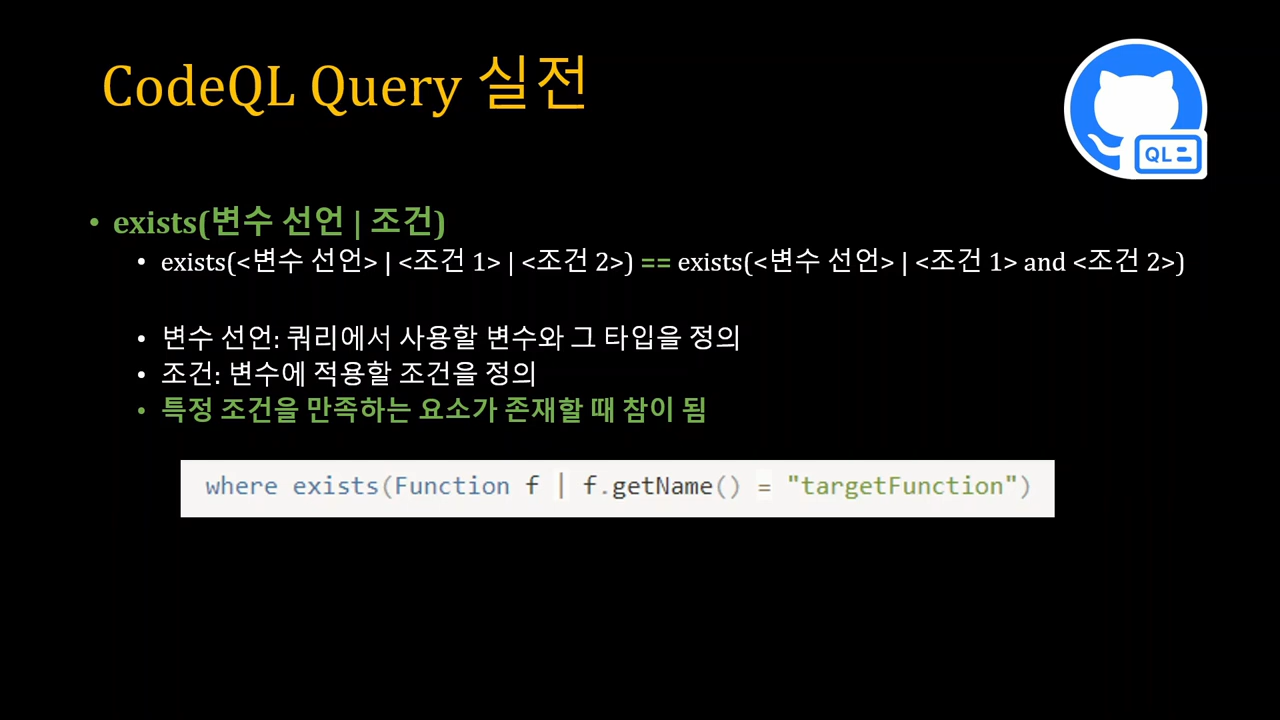 CodeQL Query 실전
QL
• exists(변수 선언 | 조건)
• exists(<변수 선언> | <조건 1> | <조건 2>) == exists(<변수 선언> | <조건 1> and <조건 2>)
• 변수 선언: 쿼리에서 사용할 변수와 그 타입을 정의
• 조건: 변수에 적용할 조건을 정의
• 특정 조건을 만족하는 요소가 존재할 때 참이 됨
where exists(Function f | f.getName() = "targetFunction")